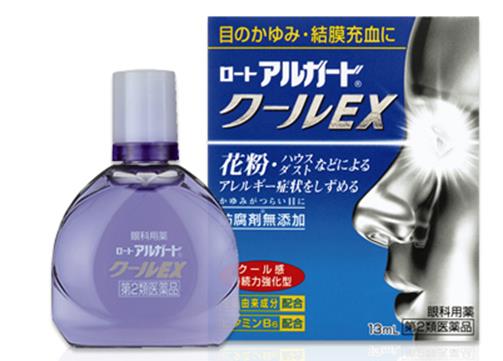 目のかゆみ・結膜充血に
ロート アルガード®
クールEX
花粉・ハウスダストなどによる
アレルギー症状をしずめる
かゆみがつらい目に
防腐剤無添加
クール感
続力強化型
由来成分 配合
ミンB6 配合
13mL
眼科用薬
第2類医薬品
眼科用薬
ロート アルガード
クールEX
第2類医薬品